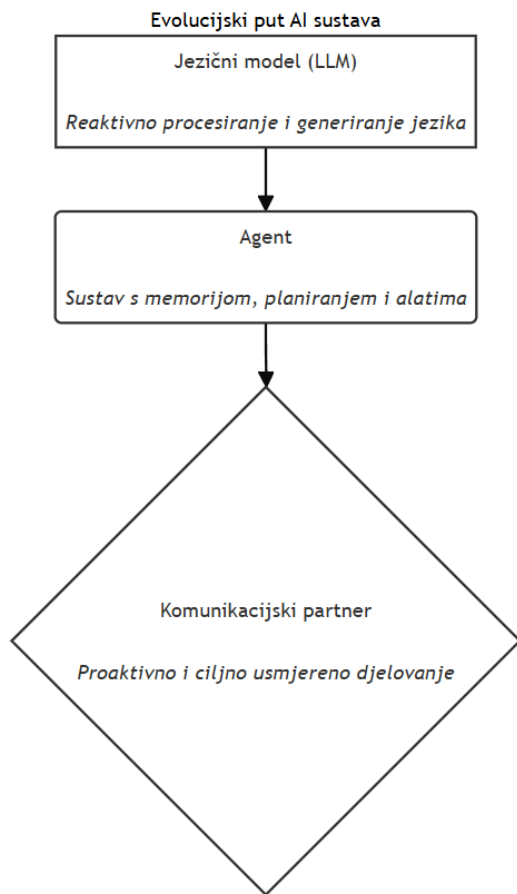 Evolucijski put AI sustava
Jezični model (LLM)
Reaktivno procesiranje i generiranje jezika
Agent
Sustav s memorijom, planiranjem i alatima
Komunikacijski partner
Proaktivno i ciljno usmjereno djelovanje